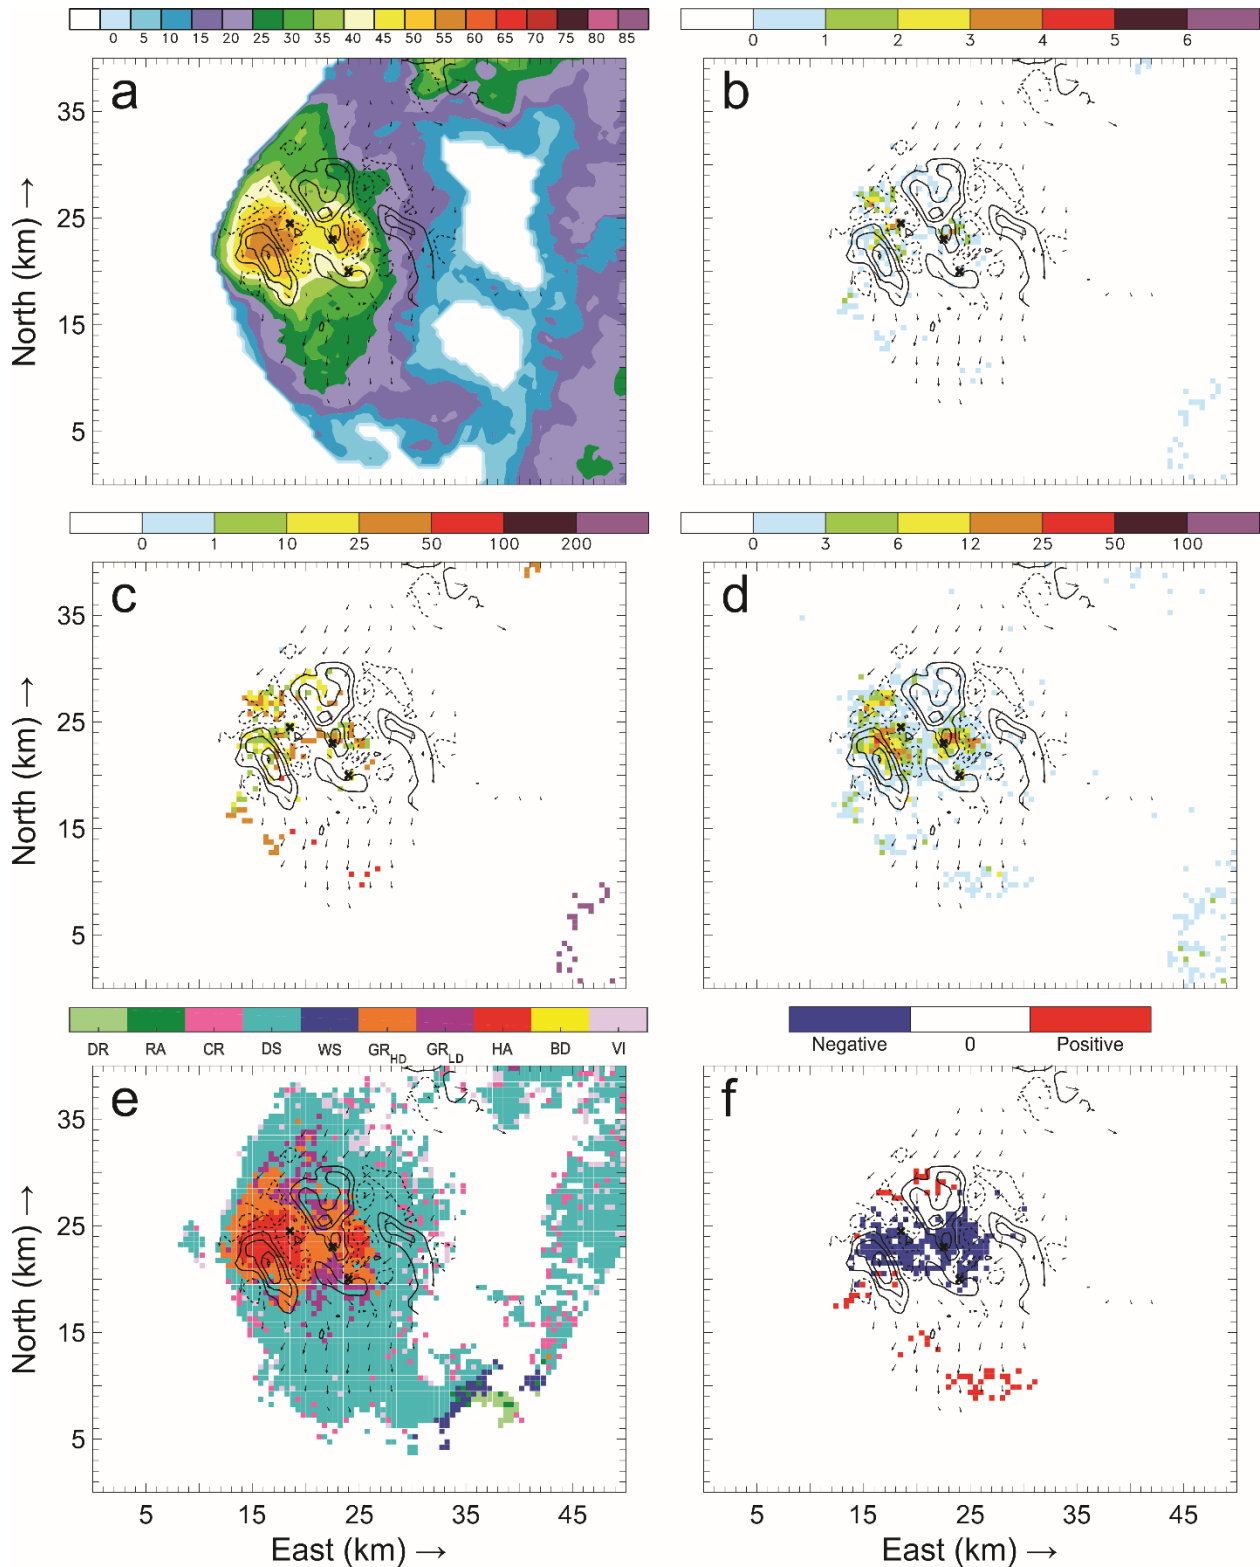 0 5 10 15 20 25 30 35 40 45 50 55 60 65 70 75 80 85
0 1 2 3 4 5 6
a
b
35
25
15
5
North (km) →
0 1 10 25 50 100 200
0 3 6 12 25 50 100
c
d
35
25
15
5
North (km) →
DR RA CR DS WS GR_HD GR_LD HA BD VI
Negative 0 Positive
e
f
35
25
15
5
North (km) →
5 15 25 35 45
5 15 25 35 45
East (km) →
East (km) →